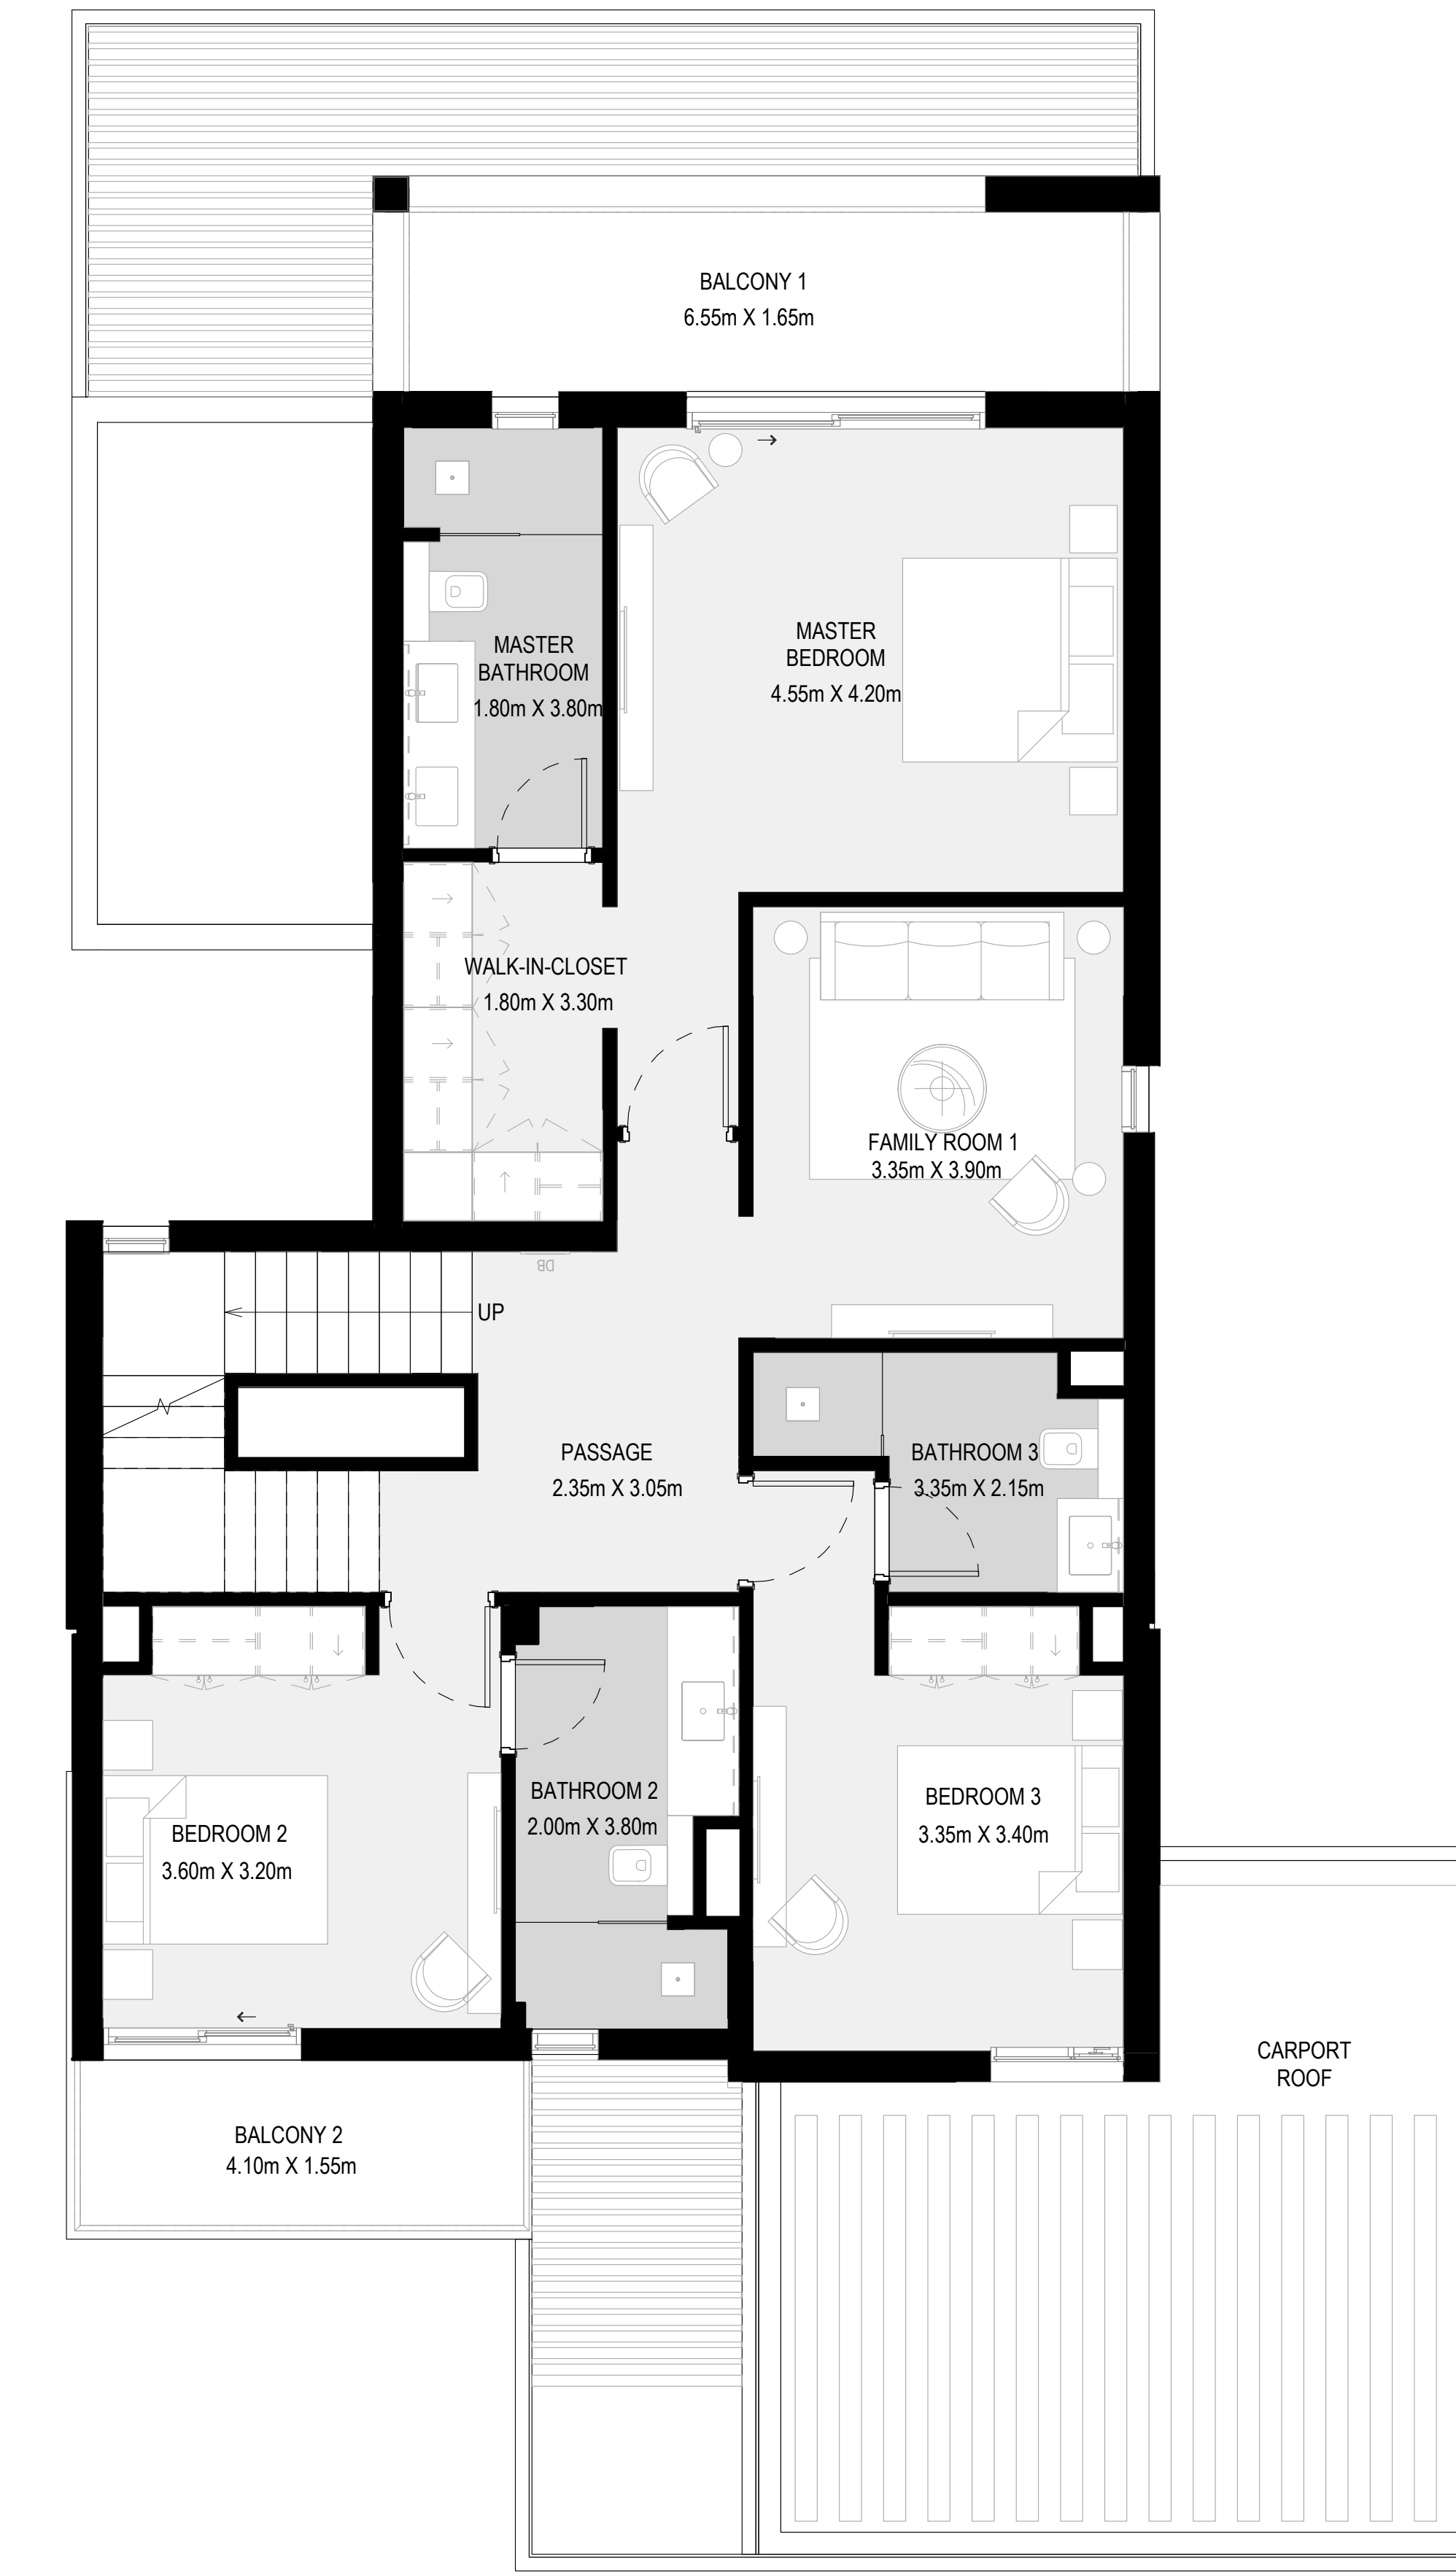 BALCONY 1
6.55m X 1.65m
MASTER
BATHROOM
1.80m X 3.80m
MASTER
BEDROOM
4.55m X 4.20m
WALK-IN-CLOSET
1.80m X 3.30m
FAMILY ROOM 1
3.35m X 3.90m
DB
UP
PASSAGE
2.35m X 3.05m
BATHROOM 3
3.35m X 2.15m
BATHROOM 2
2.00m X 3.80m
BEDROOM 3
3.35m X 3.40m
BEDROOM 2
3.60m X 3.20m
CARPORT
ROOF
BALCONY 2
4.10m X 1.55m